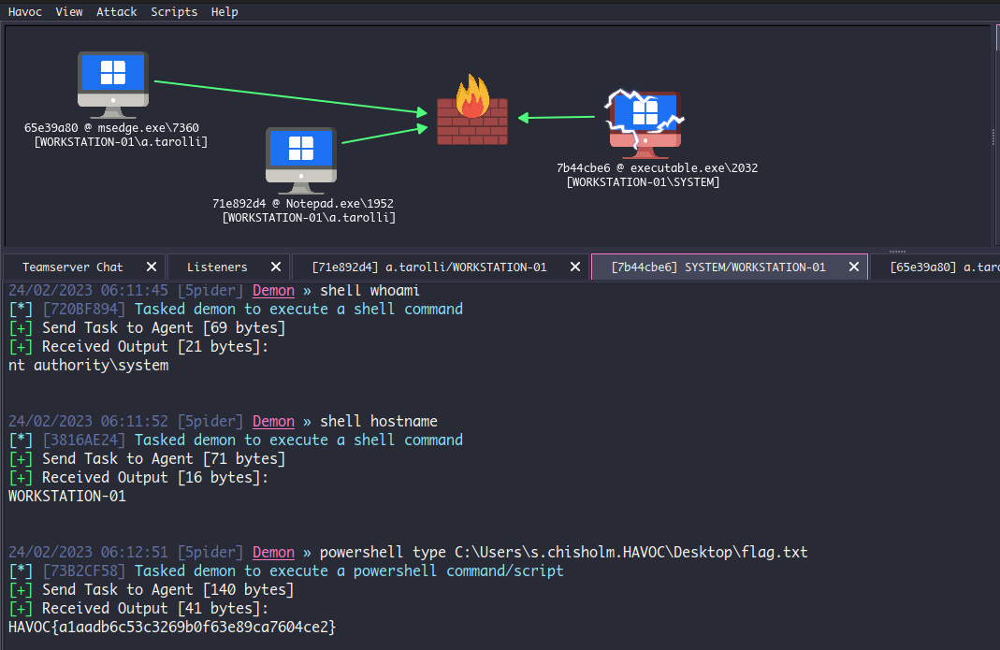 Havoc View Attack Scripts Help
65e39a80 @ msedge.exe\7360
[WORKSTATION-01\a.tarolli]
71e892d4 @ Notepad.exe\1952
[WORKSTATION-01\a.tarolli]
7b44cbe6 @ executable.exe\2032
[WORKSTATION-01\SYSTEM]
Teamserver Chat ✕ Listeners ✕ [71e892d4] a.tarolli/WORKSTATION-01 ✕ [7b44cbe6] SYSTEM/WORKSTATION-01 ✕ [65e39a80] a.taro
24/02/2023 06:11:45 [5pider] Demon » shell whoami
[*] [720BF894] Tasked demon to execute a shell command
[+] Send Task to Agent [69 bytes]
[+] Received Output [21 bytes]:
nt authority\system
24/02/2023 06:11:52 [5pider] Demon » shell hostname
[*] [3816AE24] Tasked demon to execute a shell command
[+] Send Task to Agent [71 bytes]
[+] Received Output [16 bytes]:
WORKSTATION-01
24/02/2023 06:12:51 [5pider] Demon » powershell type C:\Users\s.chisholm.HAVOC\Desktop\flag.txt
[*] [73B2CF58] Tasked demon to execute a powershell command/script
[+] Send Task to Agent [140 bytes]
[+] Received Output [41 bytes]:
HAVOC{a1aadb6c53c3269b0f63e89ca7604ce2}